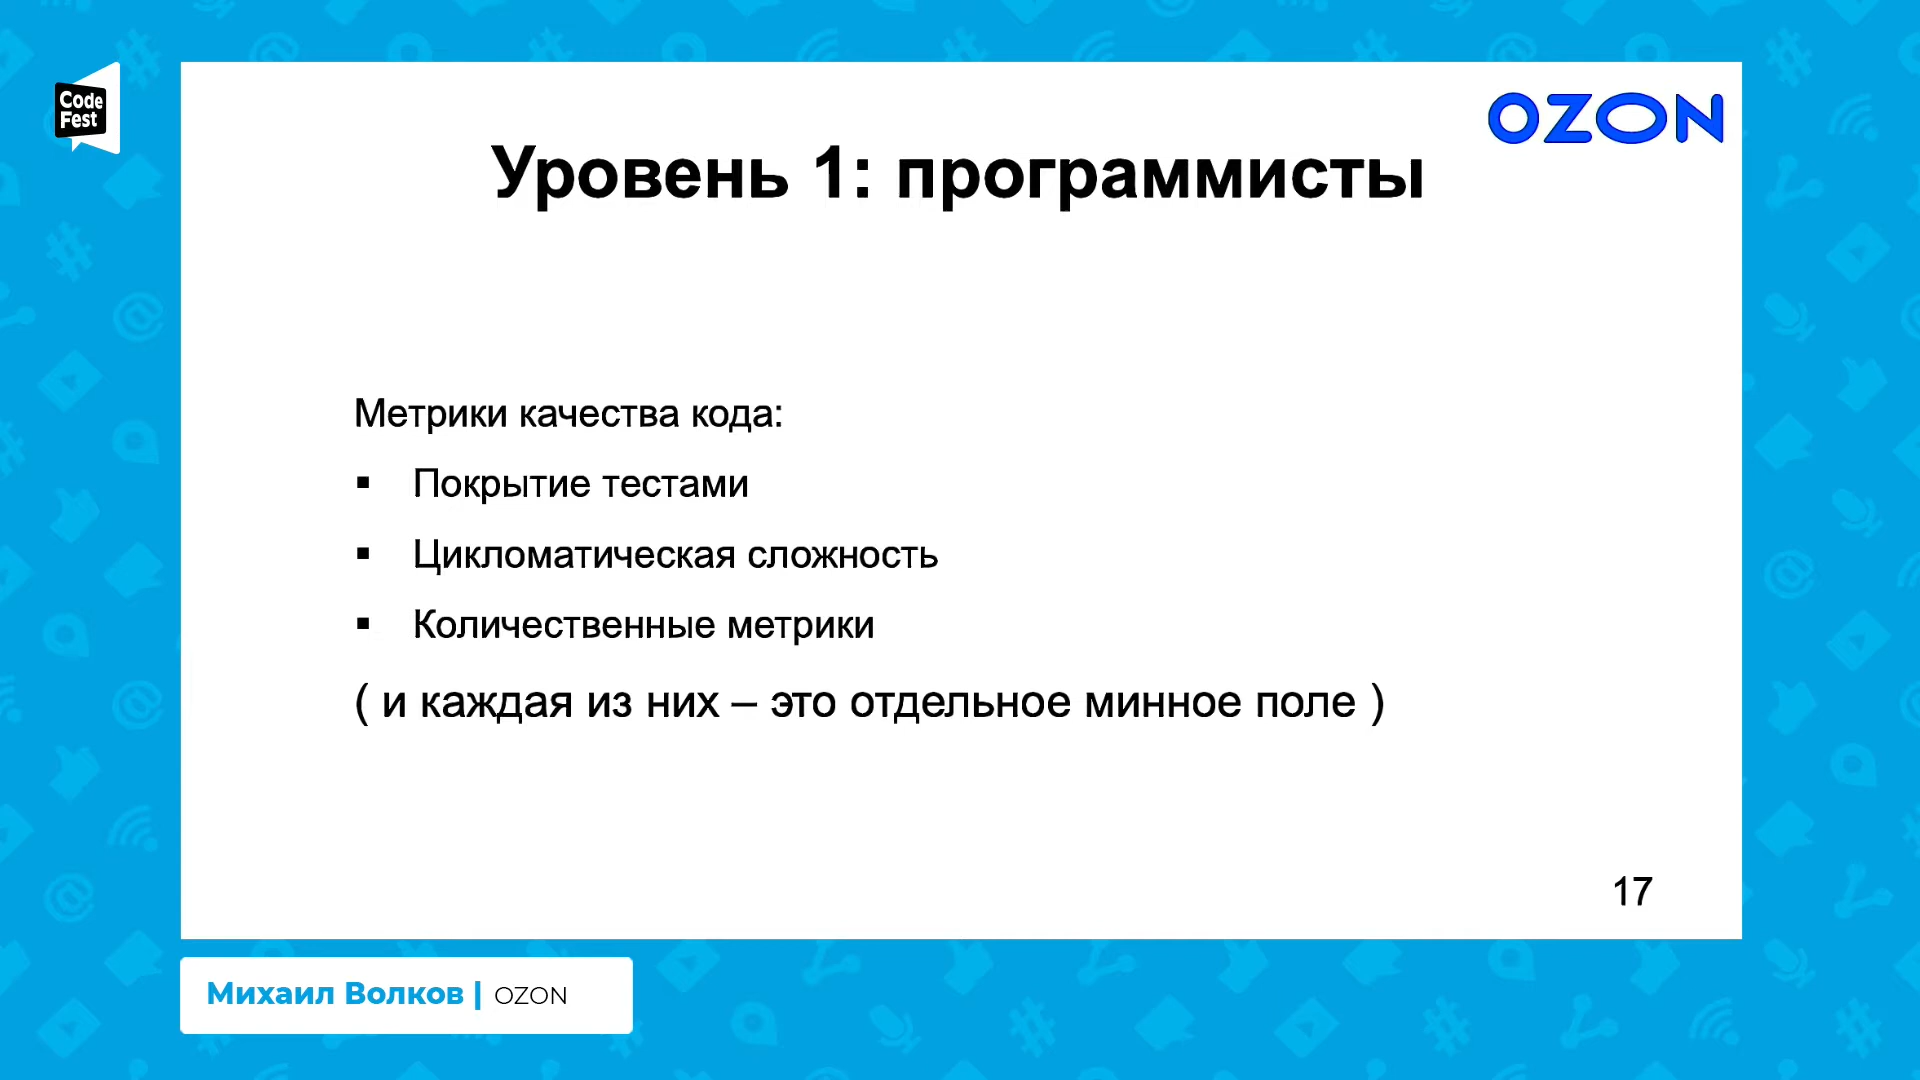 Code
Fest
OZON
Уровень 1: программисты
Метрики качества кода:
▪ Покрытие тестами
▪ Цикломатическая сложность
▪ Количественные метрики
( и каждая из них – это отдельное минное поле )
17
Михаил Волков | OZON